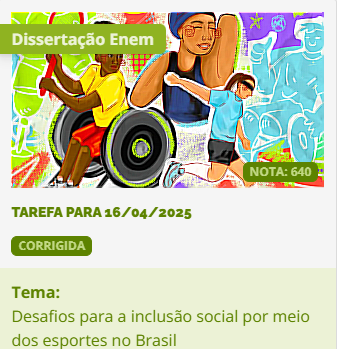 Dissertação Enem
NOTA: 640
TAREFA PARA 16/04/2025
CORRIGIDA
Tema:
Desafios para a inclusão social por meio
dos esportes no Brasil